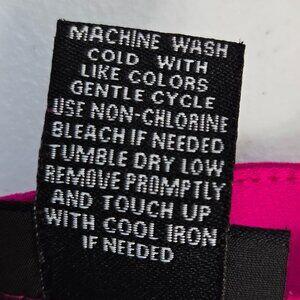 MACHINE WASH
COLD WITH
LIKE COLORS
GENTLE CYCLE
USE NON-CHLORINE
BLEACH IF NEEDED
TUMBLE DRY LOW
REMOVE PROMPTLY
AND TOUCH UP
WITH COOL IRON
IF NEEDED